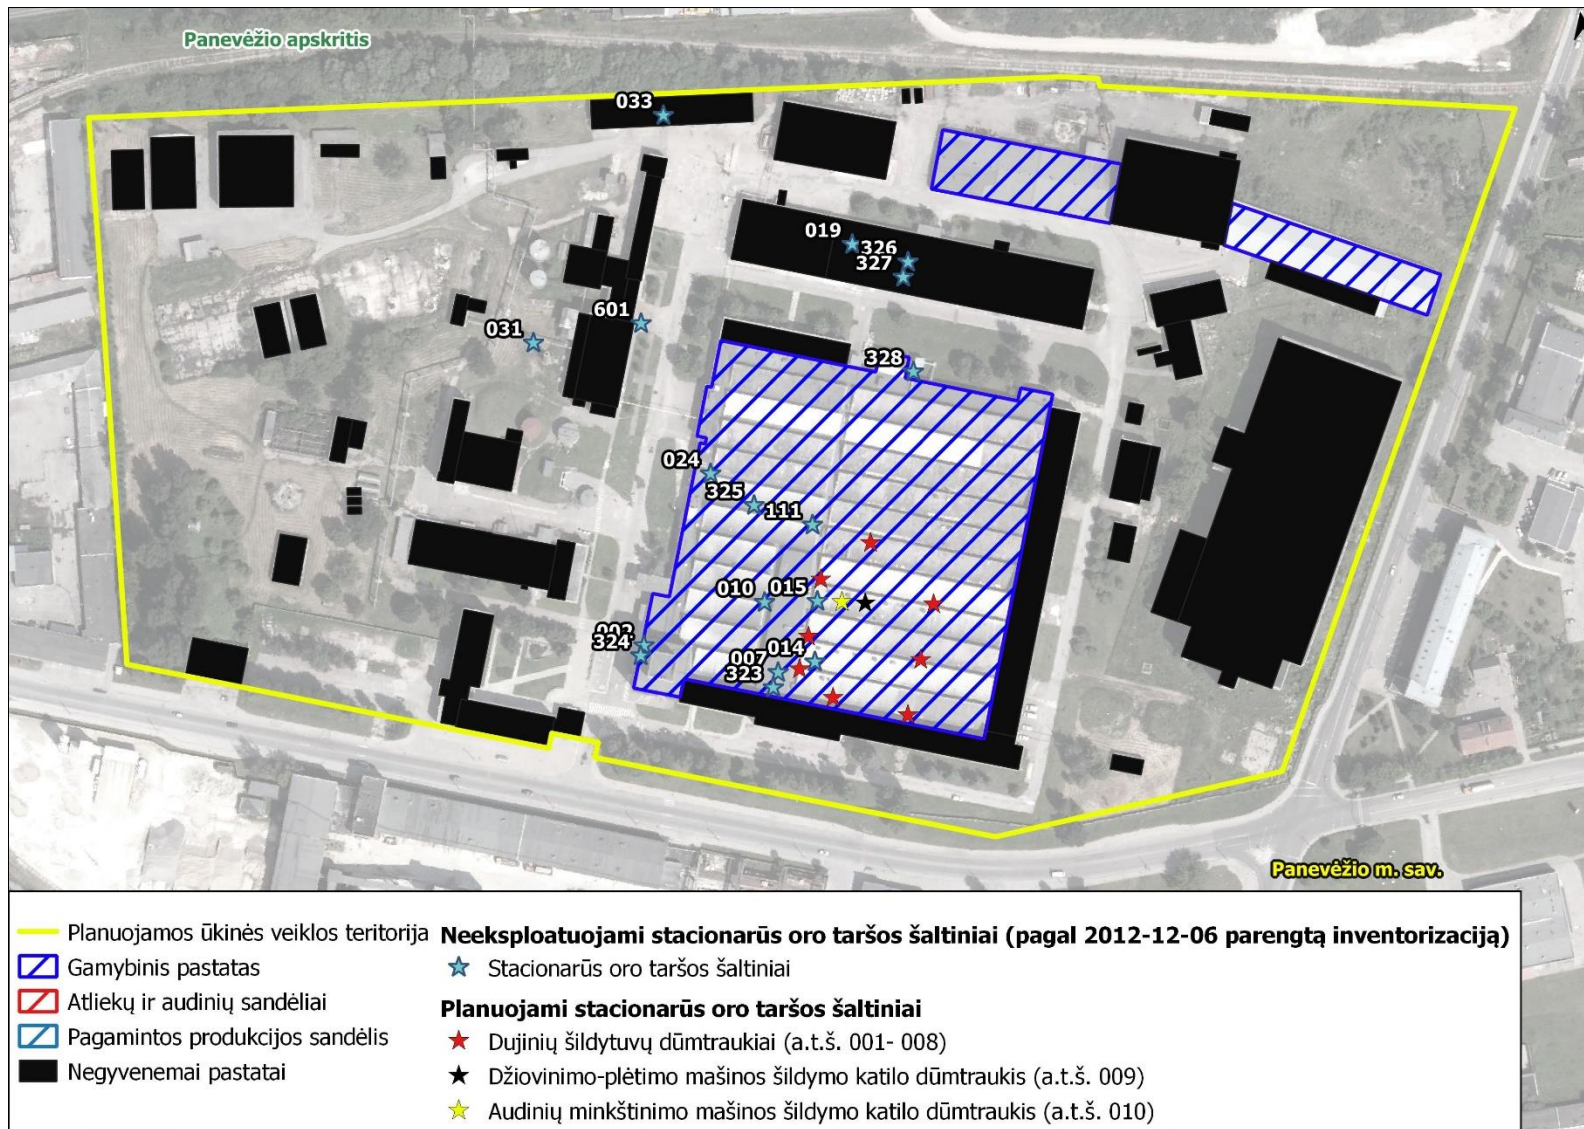 Panevėžio apskritis
033
019
326
327
601
031
328
024
325
111
010
015
002
324
014
007
323
Panevėžio m. sav.
Planuojamos ūkinės veiklos teritorija
Gamybinis pastatas
Atliekų ir audinių sandėliai
Pagamintos produkcijos sandėlis
Negyvenemai pastatai
Neeksploatuojami stacionarūs oro taršos šaltiniai (pagal 2012-12-06 parengtą inventorizaciją)
Stacionarūs oro taršos šaltiniai
Planuojami stacionarūs oro taršos šaltiniai
Dujinių šildytuvų dūmtraukiai (a.t.š. 001- 008)
Džiovinimo-plėtimo mašinos šildymo katilo dūmtraukis (a.t.š. 009)
Audinių minkštinimo mašinos šildymo katilo dūmtraukis (a.t.š. 010)